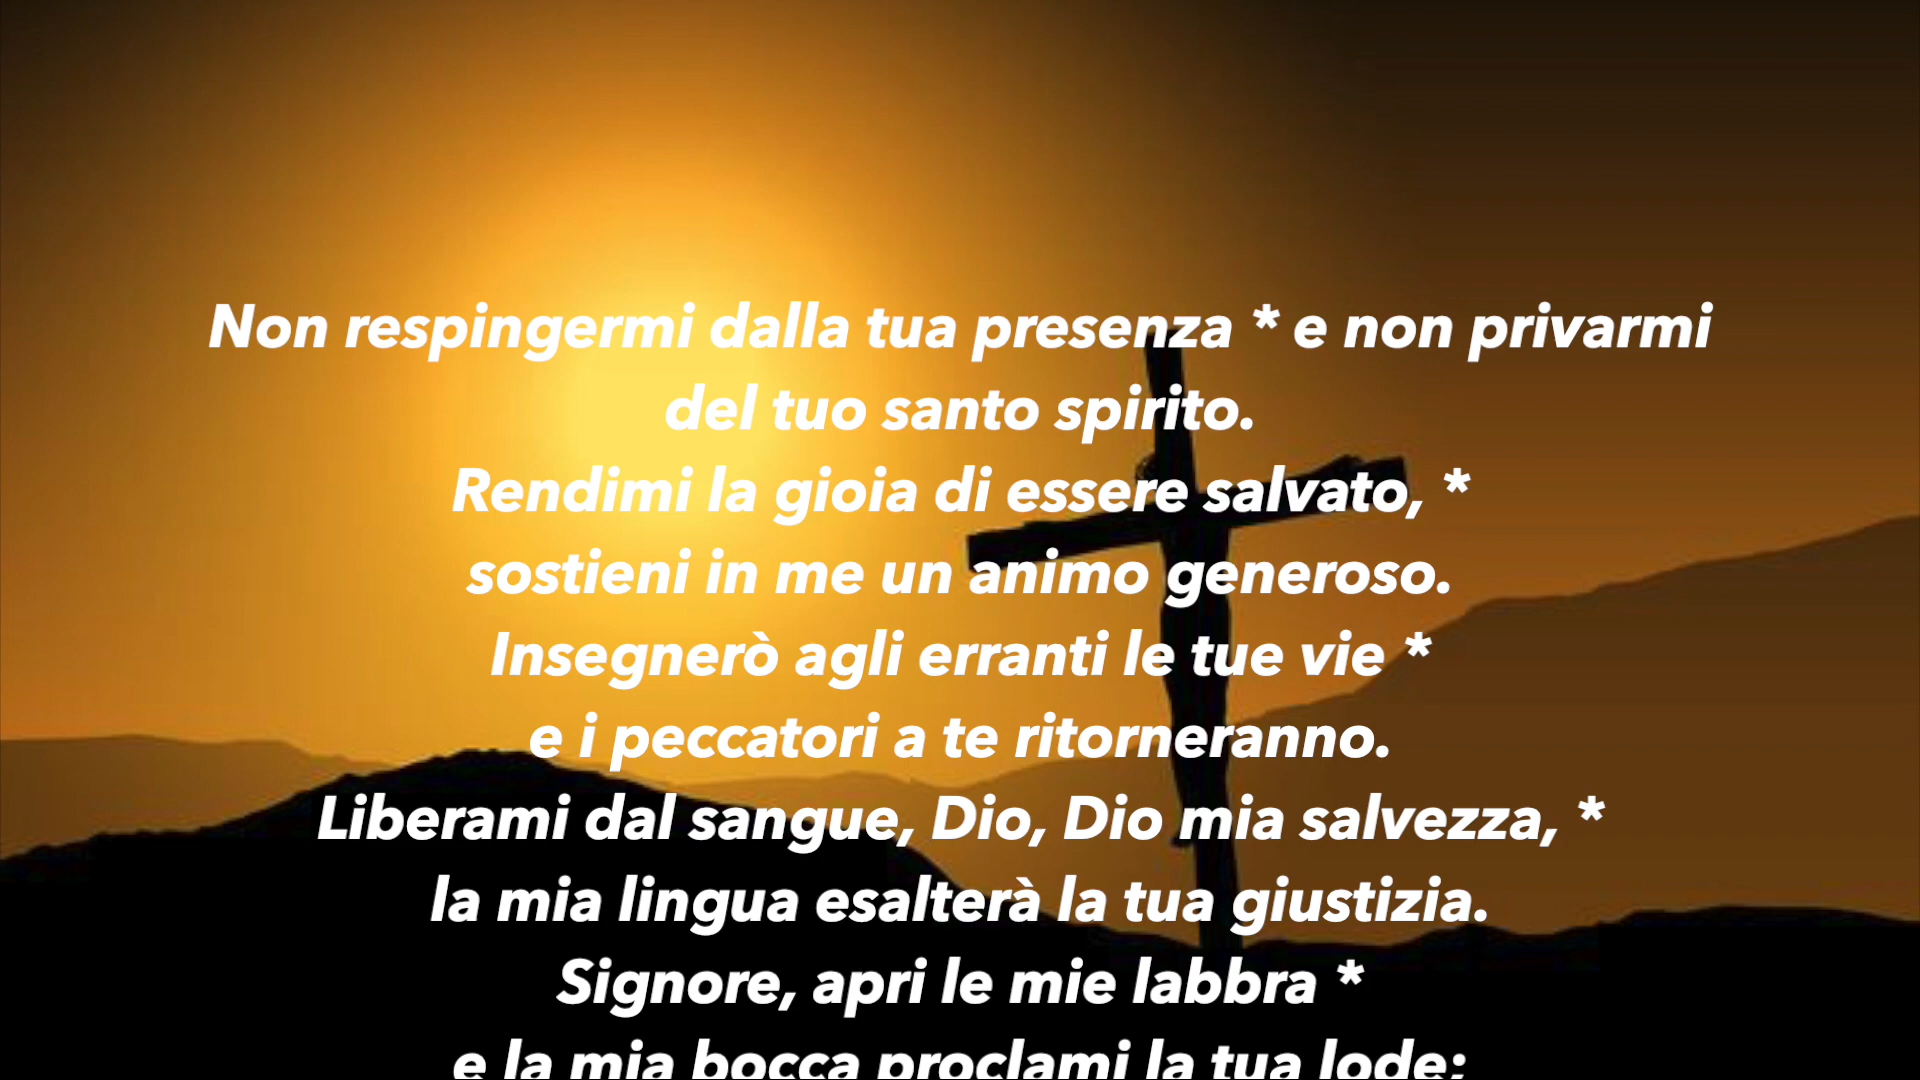 Non respingermi dalla tua presenza * e non privarmi
del tuo santo spirito.
Rendimi la gioia di essere salvato, *
sostieni in me un animo generoso.
Insegnerò agli erranti le tue vie *
e i peccatori a te ritorneranno.
Liberami dal sangue, Dio, Dio mia salvezza, *
la mia lingua esalterà la tua giustizia.
Signore, apri le mie labbra *
e la mia bocca proclami la tua lode;